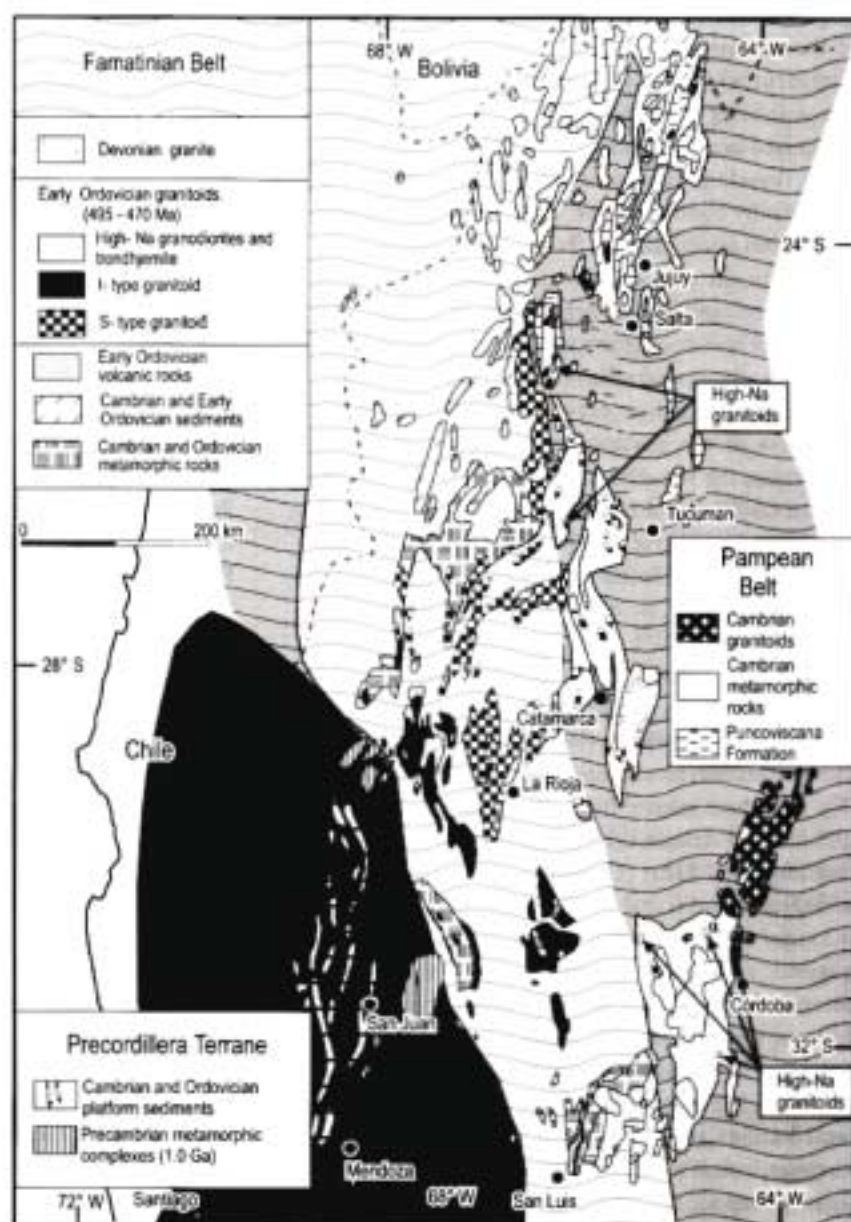 68° W
64° W
Famatinian Belt
Bolivia
Devonian granite
Early Ordovician granitoids
(495 - 470 Ma)
High- Na granodiorites and
trondhjemite
I- type granitoid
S- type granitoid
Early Ordovician
volcanic rocks
Cambrian and Early
Ordovician sediments
Cambrian and Ordovician
metamorphic rocks
24° S
Jujuy
Salta
High-Na
granitoids
0
200 km
Tucuman
Pampean
Belt
Cambrian
granitoids
Cambrian
metamorphic
rocks
Puncoviscana
Formation
28° S
Catamarca
Chile
La Rioja
Córdoba
San Juan
Precordillera Terrane
Cambrian and Ordovician
platform sediments
Precambrian metamorphic
complexes (1.0 Ga)
32° S
High-Na
granitoids
Mendoza
72° W
Santiago
68° W
San Luis
64° W